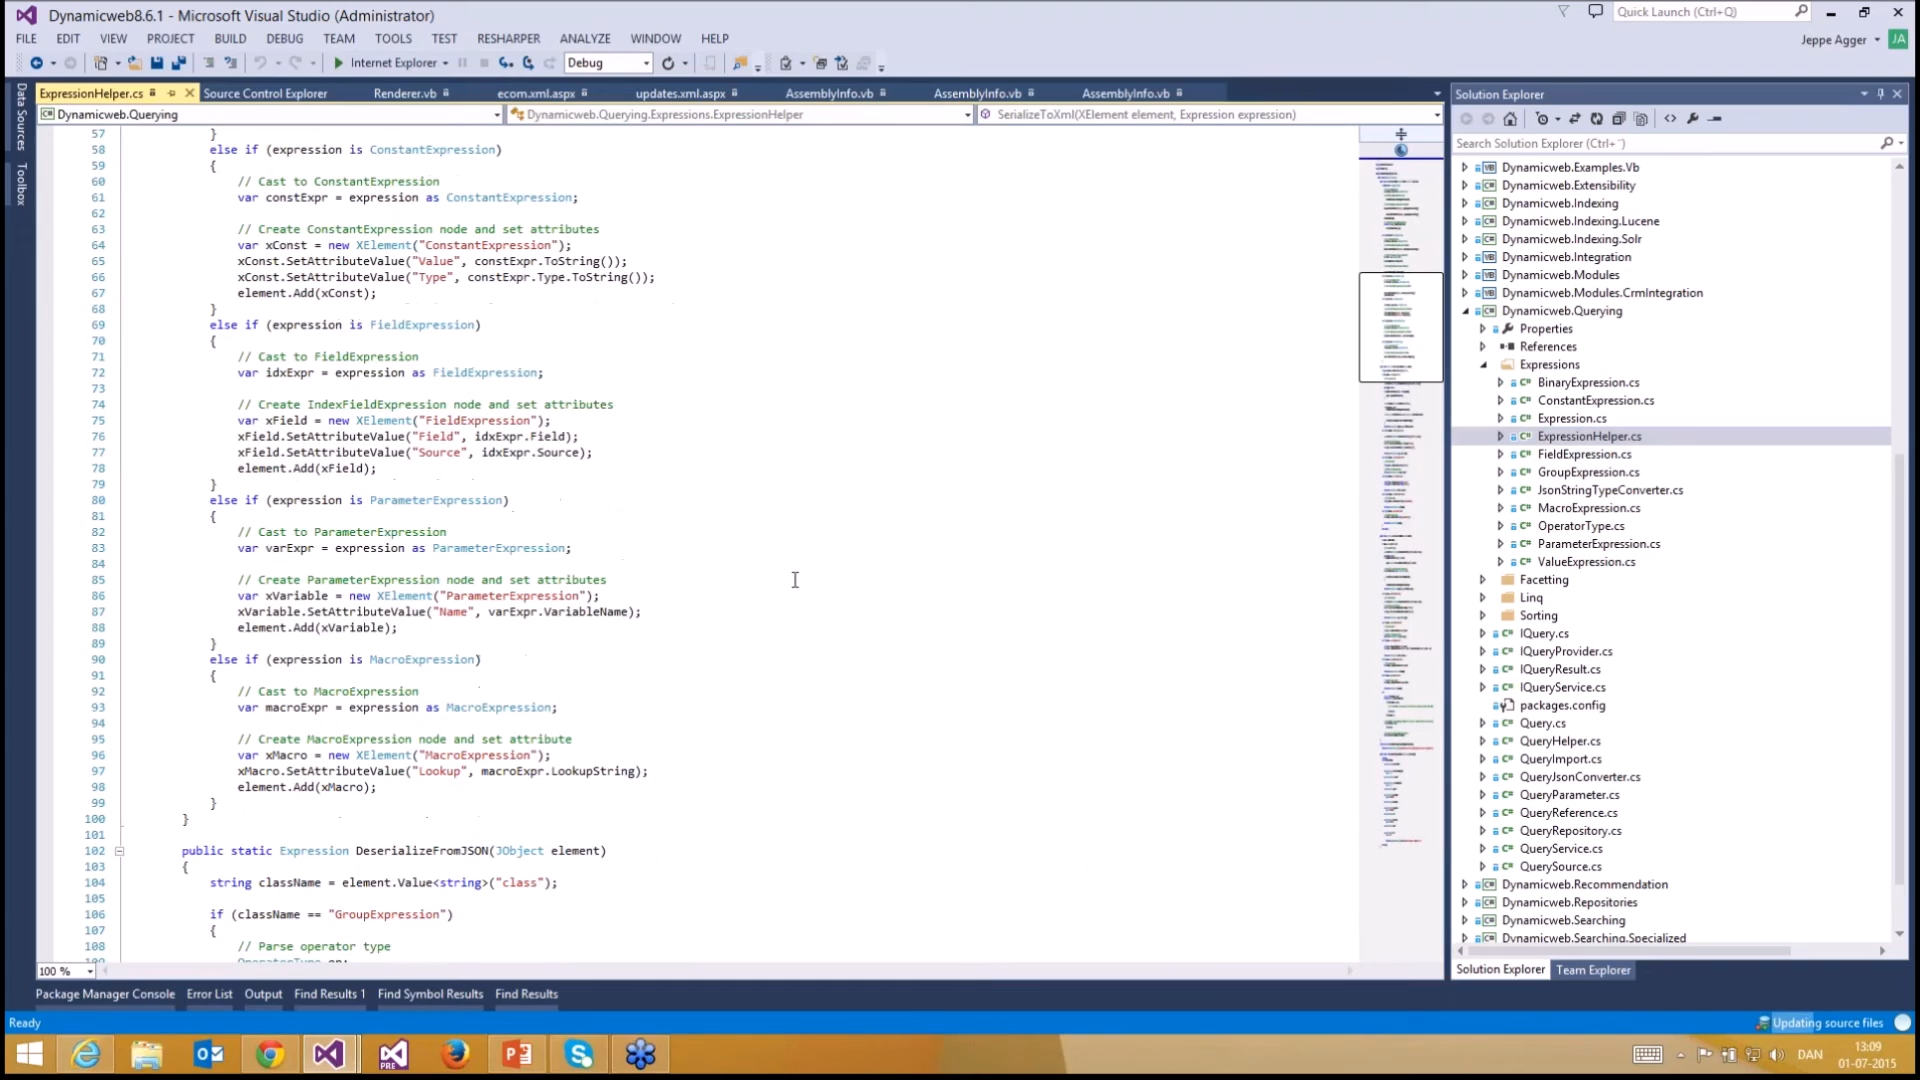 Dynamicweb8.6.1 - Microsoft Visual Studio (Administrator)
Quick Launch (Ctrl+Q)
FILE EDIT VIEW PROJECT BUILD DEBUG TEAM TOOLS TEST RESHARPER ANALYZE WINDOW HELP
Jeppe Agger JA
Internet Explorer Debug
Data Sources
Toolbox
ExpressionHelper.cs Source Control Explorer Renderer.vb ecom.xml.aspx updates.xml.aspx AssemblyInfo.vb AssemblyInfo.vb AssemblyInfo.vb
Dynamicweb.Querying Dynamicweb.Querying.Expressions.ExpressionHelper SerializeToXml(XElement element, Expression expression)
57 }
58 else if (expression is ConstantExpression)
59 {
60 // Cast to ConstantExpression
61 var constExpr = expression as ConstantExpression;
62
63 // Create ConstantExpression node and set attributes
64 var xConst = new XElement("ConstantExpression");
65 xConst.SetAttributeValue("Value", constExpr.ToString());
66 xConst.SetAttributeValue("Type", constExpr.Type.ToString());
67 element.Add(xConst);
68 }
69 else if (expression is FieldExpression)
70 {
71 // Cast to FieldExpression
72 var idxExpr = expression as FieldExpression;
73
74 // Create IndexFieldExpression node and set attributes
75 var xField = new XElement("FieldExpression");
76 xField.SetAttributeValue("Field", idxExpr.Field);
77 xField.SetAttributeValue("Source", idxExpr.Source);
78 element.Add(xField);
79 }
80 else if (expression is ParameterExpression)
81 {
82 // Cast to ParameterExpression
83 var varExpr = expression as ParameterExpression;
84
85 // Create ParameterExpression node and set attributes
86 var xVariable = new XElement("ParameterExpression");
87 xVariable.SetAttributeValue("Name", varExpr.VariableName);
88 element.Add(xVariable);
89 }
90 else if (expression is MacroExpression)
91 {
92 // Cast to MacroExpression
93 var macroExpr = expression as MacroExpression;
94
95 // Create MacroExpression node and set attribute
96 var xMacro = new XElement("MacroExpression");
97 xMacro.SetAttributeValue("Lookup", macroExpr.LookupString);
98 element.Add(xMacro);
99 }
100 }
101
102 public static Expression DeserializeFromJSON(JObject element)
103 {
104 string className = element.Value<string>("class");
105
106 if (className == "GroupExpression")
107 {
108 // Parse operator type
100 %
Solution Explorer
Search Solution Explorer (Ctrl+¨)
Dynamicweb.Examples.Vb
Dynamicweb.Extensibility
Dynamicweb.Indexing
Dynamicweb.Indexing.Lucene
Dynamicweb.Indexing.Solr
Dynamicweb.Integration
Dynamicweb.Modules
Dynamicweb.Modules.CrmIntegration
Dynamicweb.Querying
Properties
References
Expressions
BinaryExpression.cs
ConstantExpression.cs
Expression.cs
ExpressionHelper.cs
FieldExpression.cs
GroupExpression.cs
JsonStringTypeConverter.cs
MacroExpression.cs
OperatorType.cs
ParameterExpression.cs
ValueExpression.cs
Facetting
Linq
Sorting
IQuery.cs
IQueryProvider.cs
IQueryResult.cs
IQueryService.cs
packages.config
Query.cs
QueryHelper.cs
QueryImport.cs
QueryJsonConverter.cs
QueryParameter.cs
QueryReference.cs
QueryRepository.cs
QueryService.cs
QuerySource.cs
Dynamicweb.Recommendation
Dynamicweb.Repositories
Dynamicweb.Searching
Dynamicweb.Searching.Specialized
Solution Explorer Team Explorer
Package Manager Console Error List Output Find Results 1 Find Symbol Results Find Results
Ready Updating source files
DAN
13:09
01-07-2015